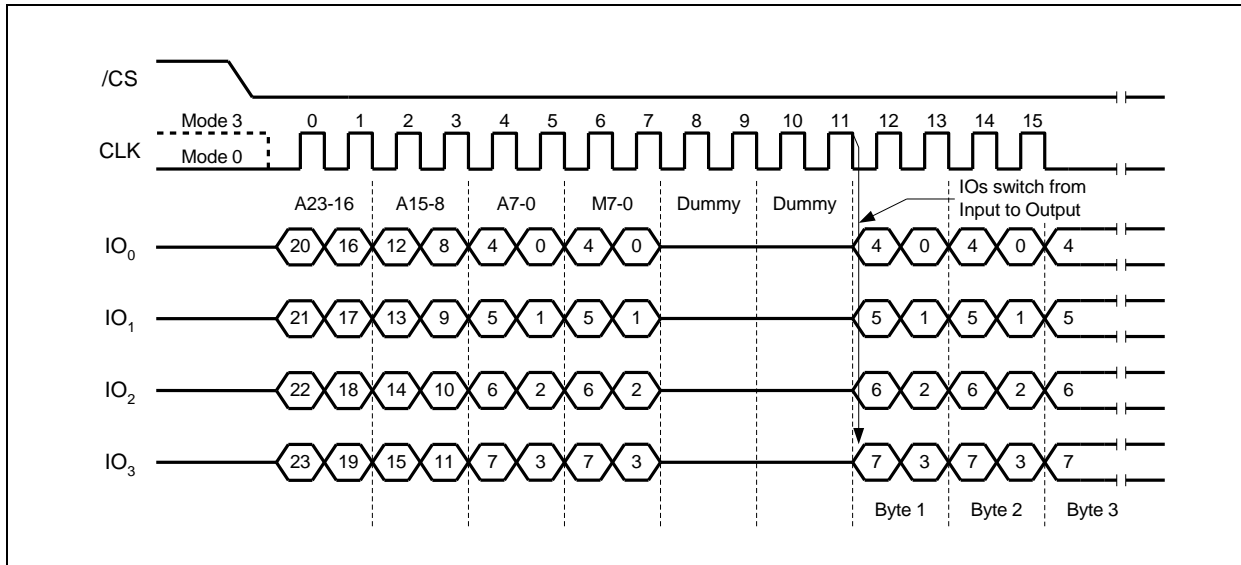 /CS
Mode 3 0 1 2 3 4 5 6 7 8 9 10 11 12 13 14 15
CLK
Mode 0
IOs switch from
A23-16 A15-8 A7-0 M7-0 Dummy Dummy
Input to Output
IO0 20 16 12 8 4 0 4 0 4 0 4 0 4
IO1 21 17 13 9 5 1 5 1 5 1 5 1 5
IO2 22 18 14 10 6 2 6 2 6 2 6 2 6
IO3 23 19 15 11 7 3 7 3 7 3 7 3 7
Byte 1 Byte 2 Byte 3